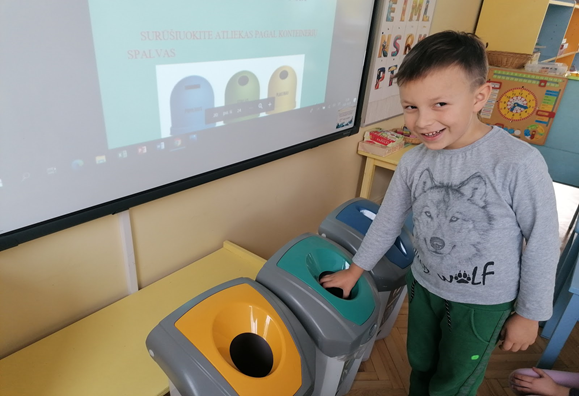 SURŪŠIUOKITE ATLIEKAS PAGAL KONTEINERIŲ
SPALVAS
WOLF